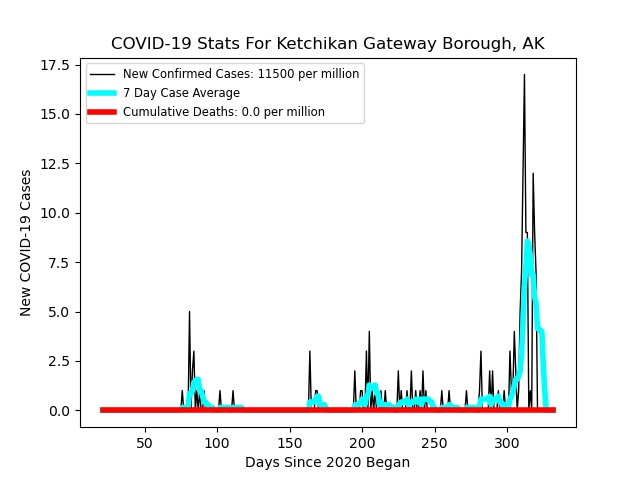 COVID-19 Stats For Ketchikan Gateway Borough, AK
New Confirmed Cases: 11500 per million
7 Day Case Average
Cumulative Deaths: 0.0 per million
New COVID-19 Cases
17.5
15.0
12.5
10.0
7.5
5.0
2.5
0.0
50 100 150 200 250 300
Days Since 2020 Began